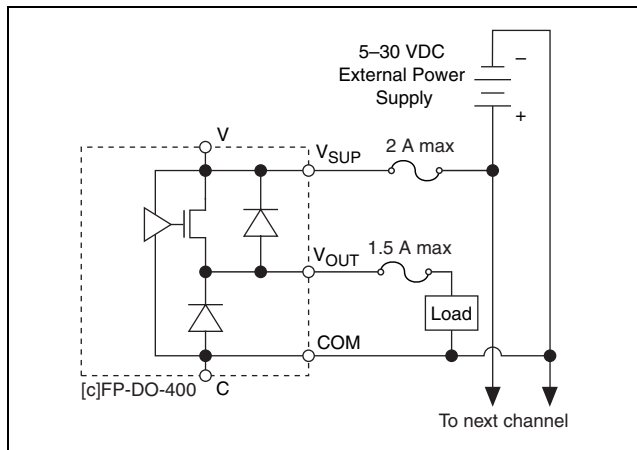 5–30 VDC
External Power
Supply
–
+
V
VSUP
2 A max
VOUT
1.5 A max
Load
COM
[c]FP-DO-400
C
To next channel